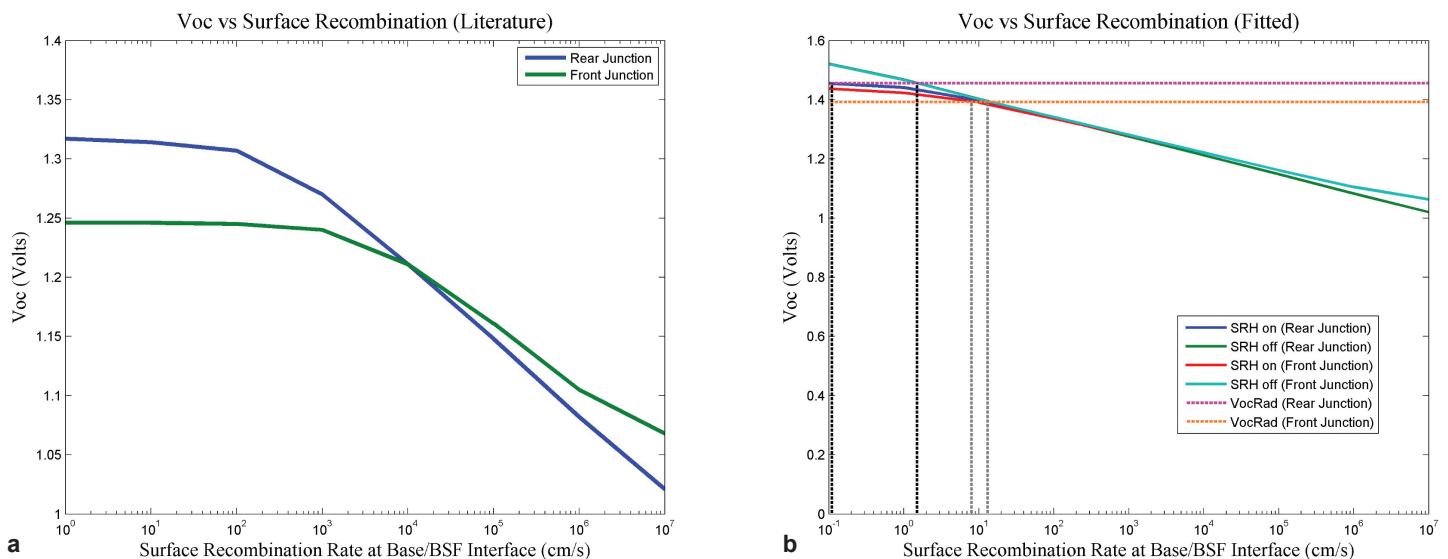 Voc vs Surface Recombination (Literature)
1.4
1.35
1.3
1.25
1.2
1.15
1.1
1.05
1
Voc (Volts)
Rear Junction
Front Junction
10^0 10^1 10^2 10^3 10^4 10^5 10^6 10^7
Surface Recombination Rate at Base/BSF Interface (cm/s)
a
Voc vs Surface Recombination (Fitted)
1.6
1.4
1.2
1
0.8
0.6
0.4
0.2
0
Voc (Volts)
SRH on (Rear Junction)
SRH off (Rear Junction)
SRH on (Front Junction)
SRH off (Front Junction)
VocRad (Rear Junction)
VocRad (Front Junction)
10^-1 10^0 10^1 10^2 10^3 10^4 10^5 10^6 10^7
Surface Recombination Rate at Base/BSF Interface (cm/s)
b